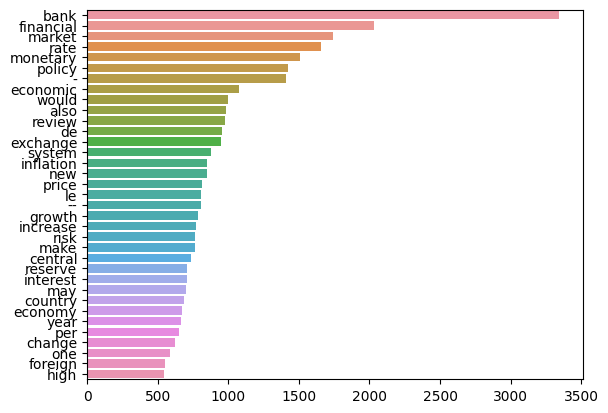 bank
financial
market
rate
monetary
policy
-
economic
would
also
review
de
exchange
system
inflation
new
price
le
--
growth
increase
risk
make
central
reserve
interest
may
country
economy
year
per
change
one
foreign
high
0 500 1000 1500 2000 2500 3000 3500